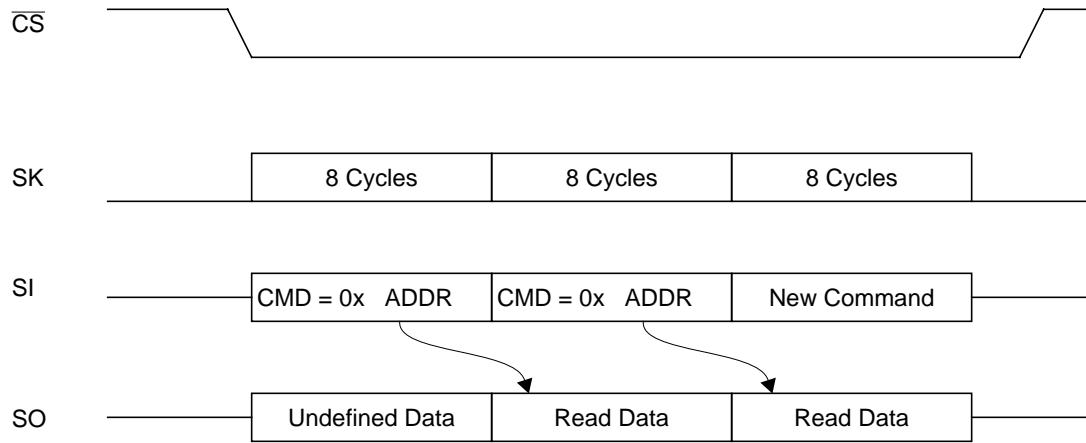 CS
SK 8 Cycles 8 Cycles 8 Cycles
SI CMD = 0x ADDR CMD = 0x ADDR New Command
SO Undefined Data Read Data Read Data